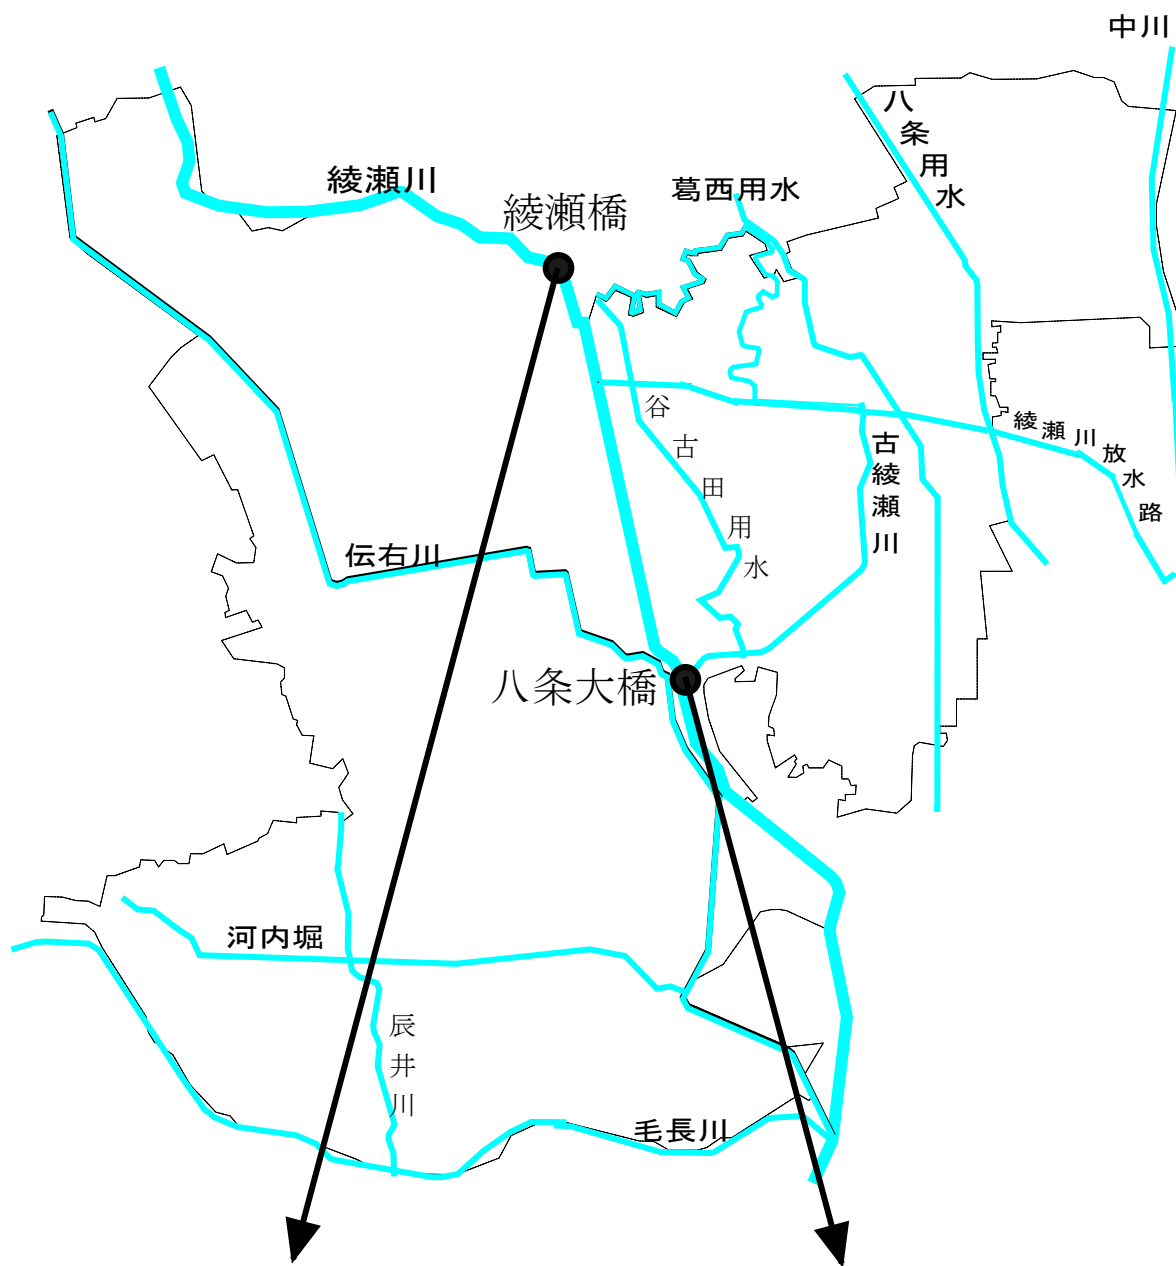 中川
八条用水
綾瀬川
葛西用水
綾瀬橋
谷古田用水
綾瀬川放水路
古綾瀬川
伝右川
八条大橋
河内堀
辰井川
毛長川